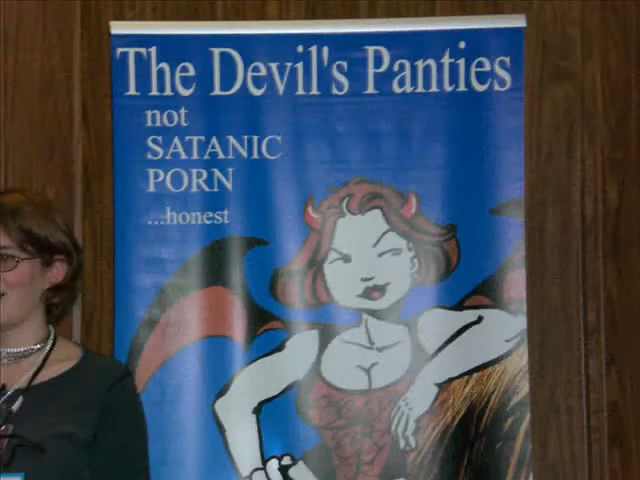 The Devil's Panties
not
SATANIC
PORN
...honest